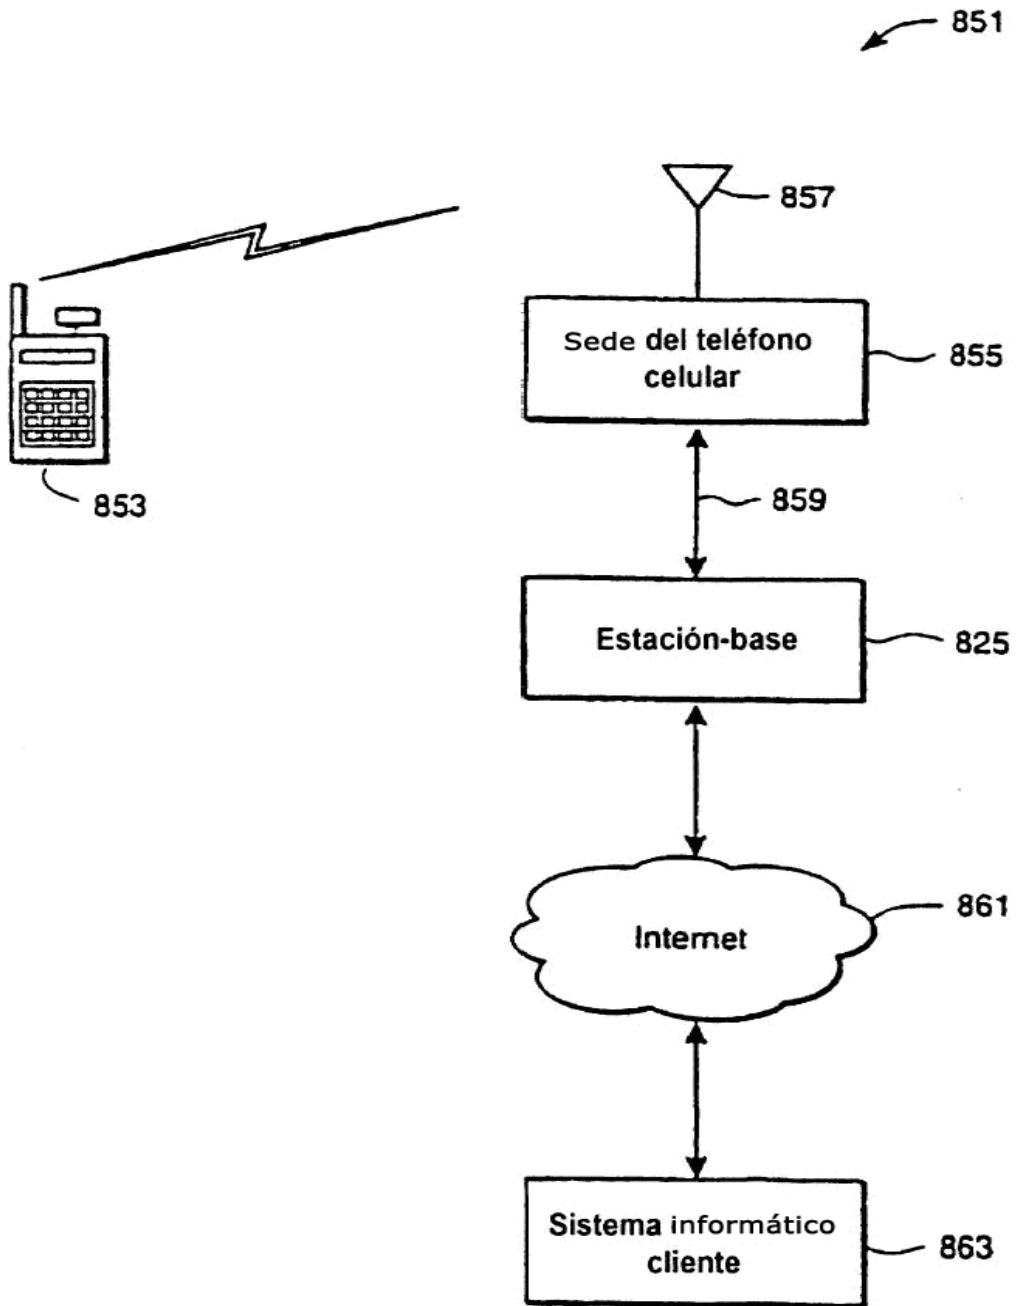 851
857
Sede del teléfono
celular
855
853
859
Estación-base
825
Internet
861
Sistema informático
cliente
863